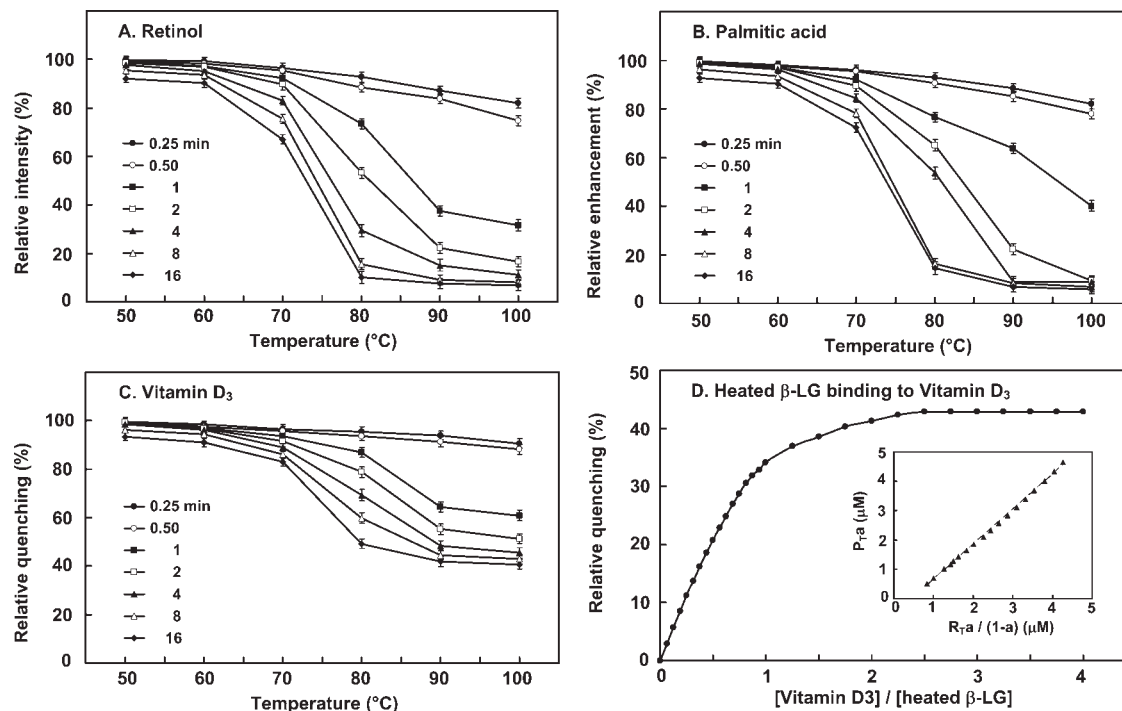 A. Retinol
Relative intensity (%)
100
80
60
40
20
0
0.25 min
0.50
1
2
4
8
16
50 60 70 80 90 100
Temperature (°C)
B. Palmitic acid
Relative enhancement (%)
100
80
60
40
20
0
0.25 min
0.50
1
2
4
8
16
50 60 70 80 90 100
Temperature (°C)
C. Vitamin D₃
Relative quenching (%)
100
80
60
40
20
0
0.25 min
0.50
1
2
4
8
16
50 60 70 80 90 100
Temperature (°C)
D. Heated β-LG binding to Vitamin D₃
Relative quenching (%)
50
40
30
20
10
0
0 1 2 3 4
[Vitamin D3] / [heated β-LG]
P_Ta (µM)
5
4
3
2
1
0
0 1 2 3 4 5
R_Ta / (1-a) (µM)